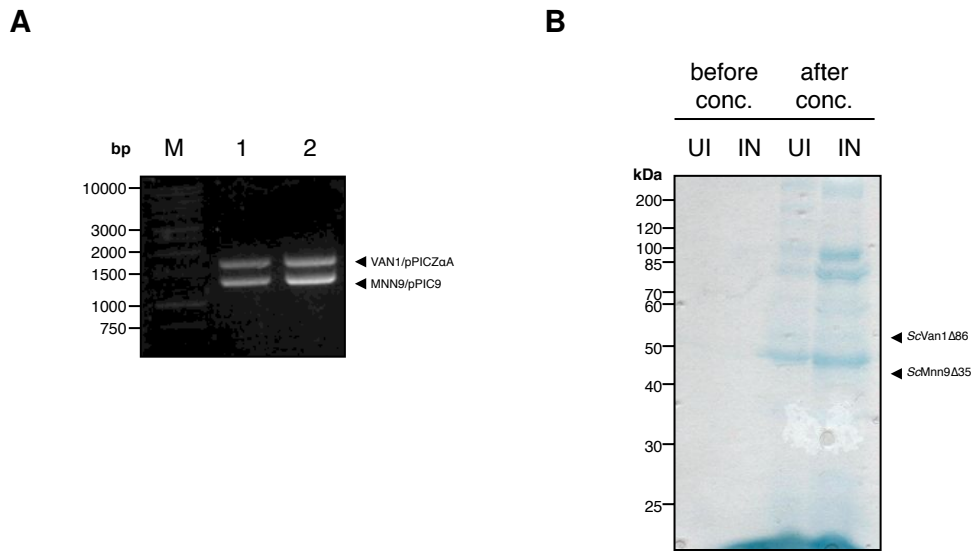 A
bp M 1 2
10000
3000
2000
1500
1000
750
VAN1/pPICZαA
MNN9/pPIC9
B
before conc.
after conc.
UI IN UI IN
kDa
200
120
100
85
70
60
50
40
30
25
ScVan1Δ86
ScMnn9Δ35